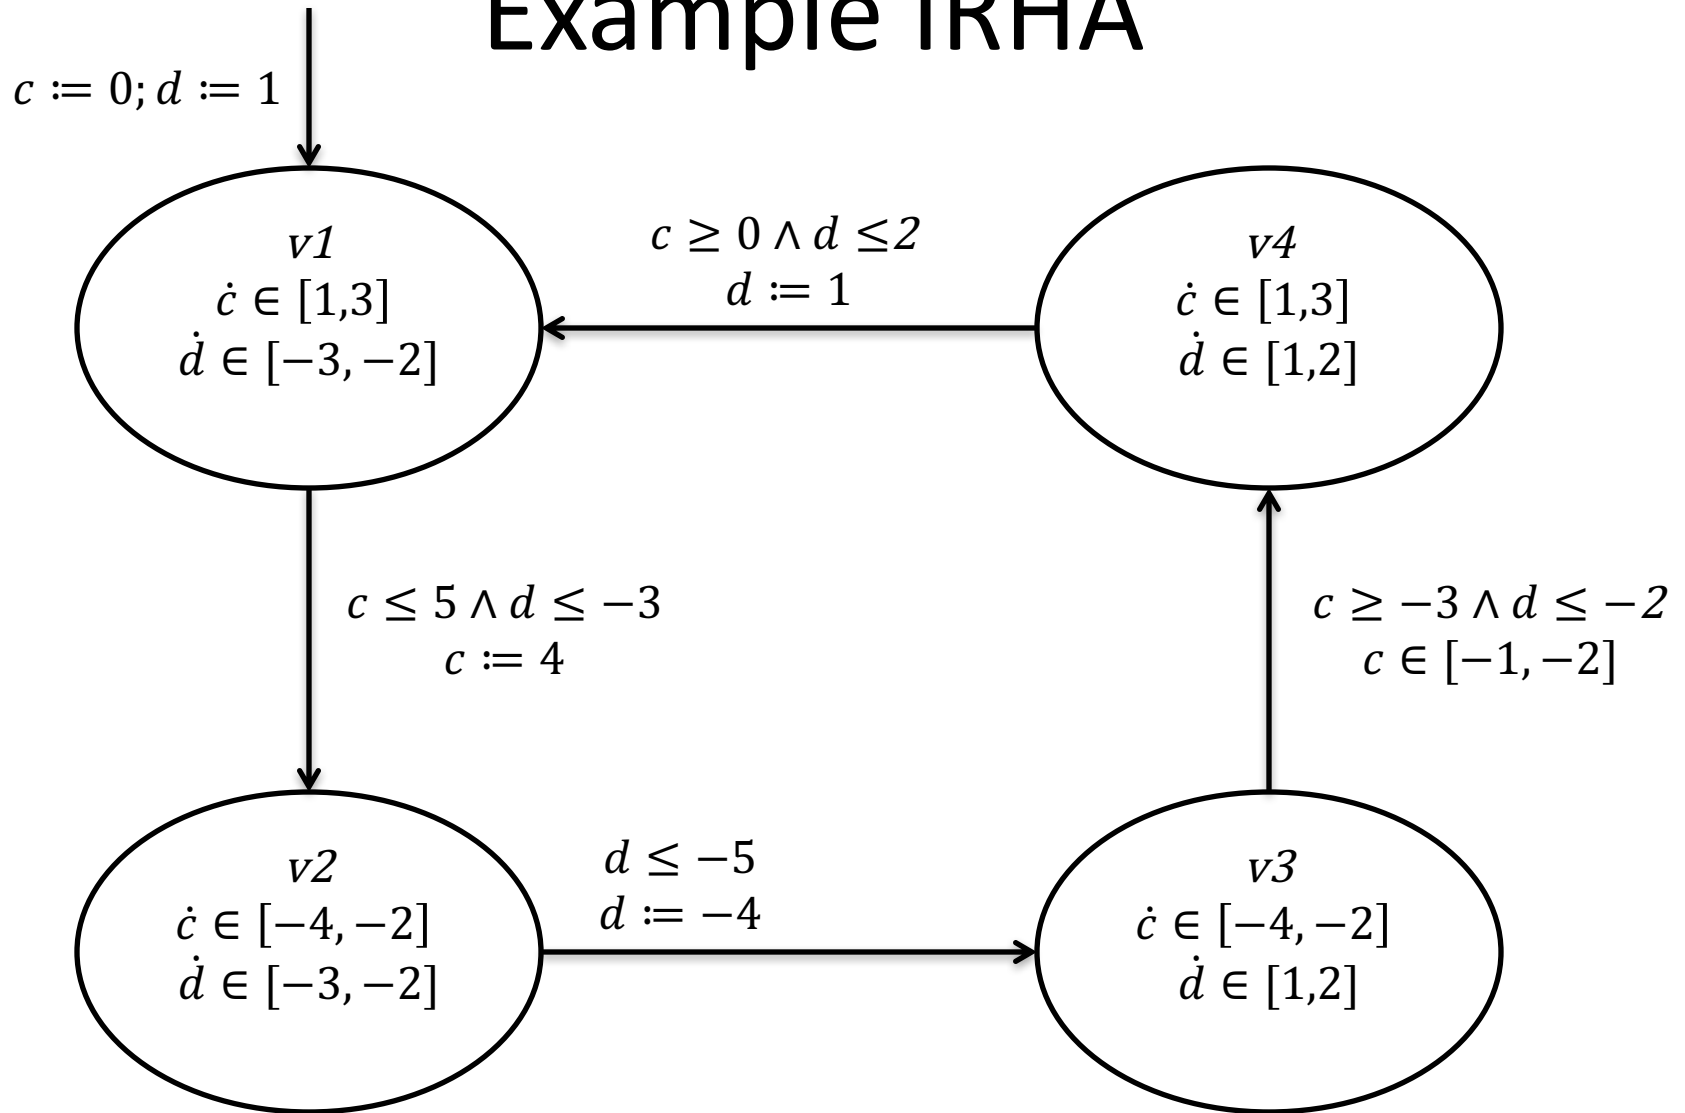 Example IRHA
c ≔ 0; d ≔ 1
v1
ċ ∈ [1,3]
ḋ ∈ [−3, −2]
c ≥ 0 ∧ d ≤2
d ≔ 1
v4
ċ ∈ [1,3]
ḋ ∈ [1,2]
c ≤ 5 ∧ d ≤ −3
c ≔ 4
c ≥ −3 ∧ d ≤ −2
c ∈ [−1, −2]
v2
ċ ∈ [−4, −2]
ḋ ∈ [−3, −2]
d ≤ −5
d ≔ −4
v3
ċ ∈ [−4, −2]
ḋ ∈ [1,2]